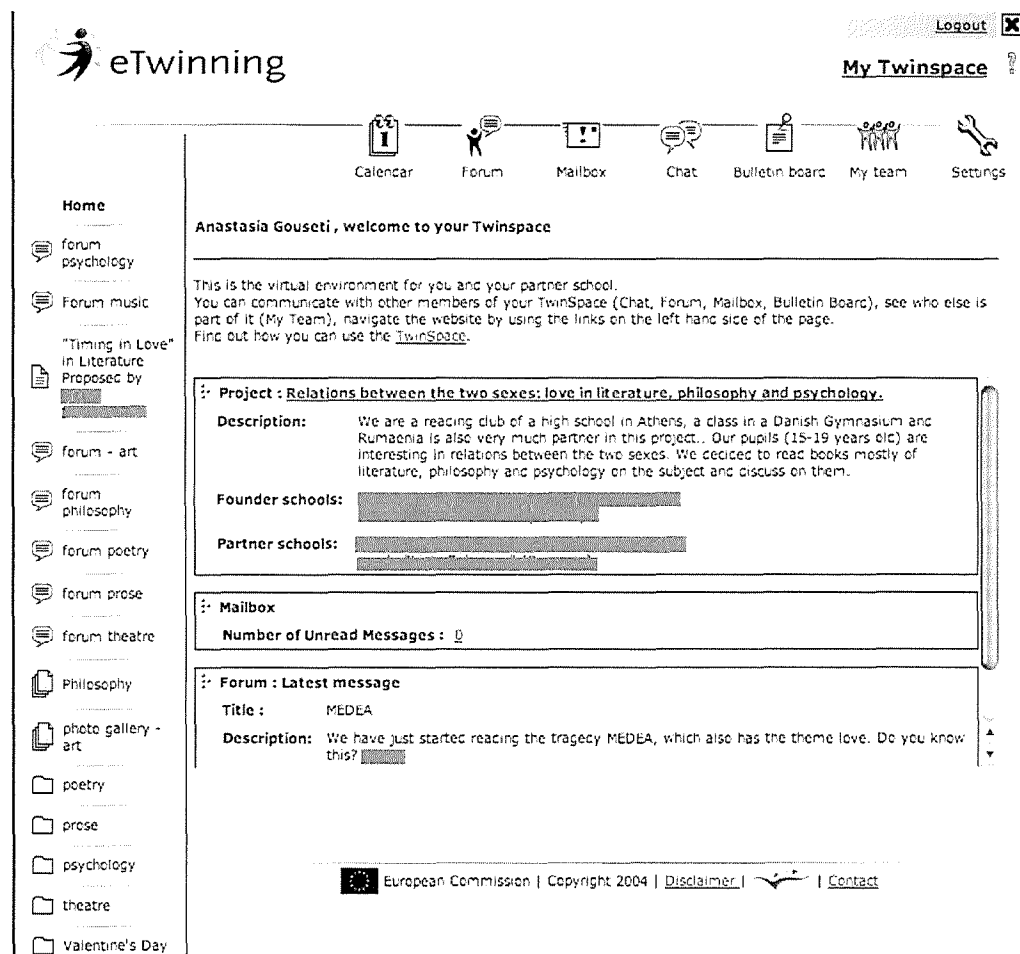 Logout
eTwinning
My Twinspace ?
1
Calendar Forum Mailbox Chat Bulletin board My team Settings
Home
forum
psychology
Forum music
"Timing in Love"
in Literature
Proposed by
forum - art
forum
philosophy
forum poetry
forum prose
forum theatre
Philosophy
photo gallery -
art
poetry
prose
psychology
theatre
Valentine's Day
Anastasia Gouseti , welcome to your Twinspace
This is the virtual environment for you and your partner school.
You can communicate with other members of your TwinSpace (Chat, Forum, Mailbox, Bulletin Board), see who else is
part of it (My Team), navigate the website by using the links on the left hand side of the page.
Find out how you can use the TwinSpace.
Project : Relations between the two sexes: love in literature, philosophy and psychology.
Description: We are a reading club of a high school in Athens, a class in a Danish Gymnasium and
Rumaenia is also very much partner in this project.. Our pupils (15-19 years old) are
interesting in relations between the two sexes. We decided to read books mostly of
literature, philosophy and psychology on the subject and discuss on them.
Founder schools:
Partner schools:
Mailbox
Number of Unread Messages : 0
Forum : Latest message
Title : MEDEA
Description: We have just started reading the tragedy MEDEA, which also has the theme love. Do you know
this?
European Commission | Copyright 2004 | Disclaimer | | Contact